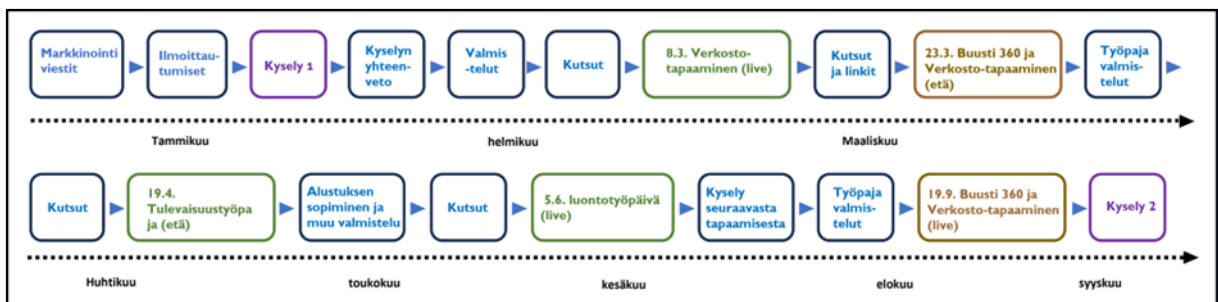 Markkinointi
viestit
Ilmoittau-
tumiset
Kysely 1
Kyselyn
yhteen-
veto
Valmis
-telut
Kutsut
8.3. Verkosto-
tapaaminen (live)
Kutsut
ja linkit
23.3. Buusti 360 ja
Verkosto-tapaaminen
(etä)
Työpaja
valmis-
telut
Tammikuu
helmikuu
Maaliskuu
Kutsut
19.4.
Tulevaisuustyöpa
ja (etä)
Alustuksen
sopiminen ja
muu valmistelu
Kutsut
5.6. luontotyöpäivä
(live)
Kysely
seuraavasta
tapaamisesta
Työpaja
valmis-
telut
19.9. Buusti 360 ja
Verkosto-tapaaminen
(live)
Kysely 2
Huhtikuu
toukokuu
kesäkuu
elokuu
syyskuu